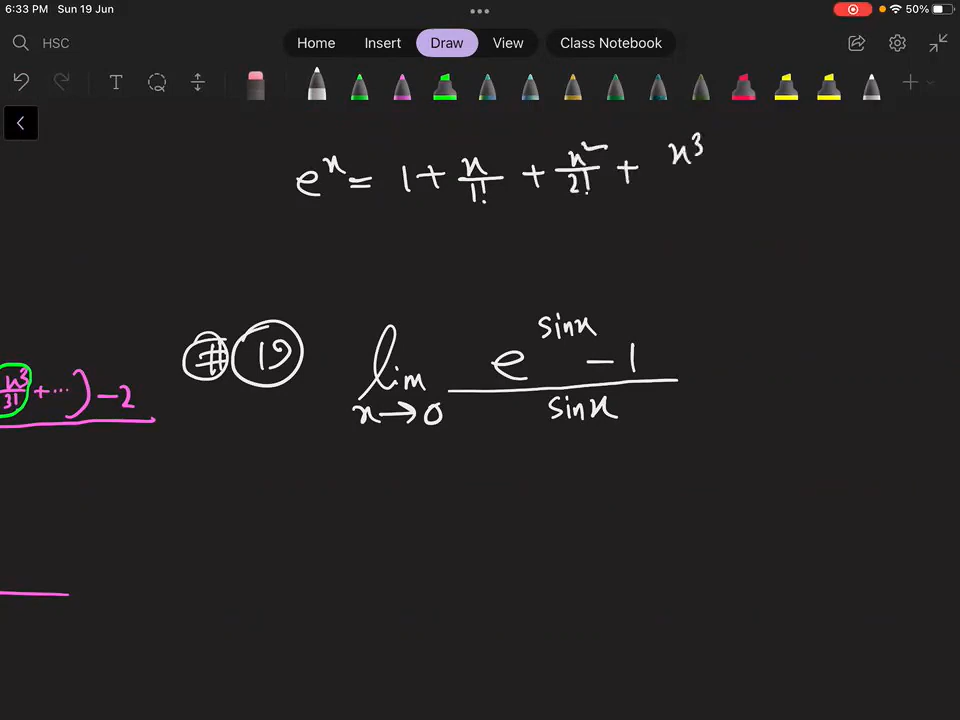 6:33 PM Sun 19 Jun 50%
HSC Home Insert Draw View Class Notebook
T
e^x = 1 + x/1! + x²/2! + x³
# 19 lim x→0 (e^sinx − 1)/sinx
x³/3! + ⋯) − 2